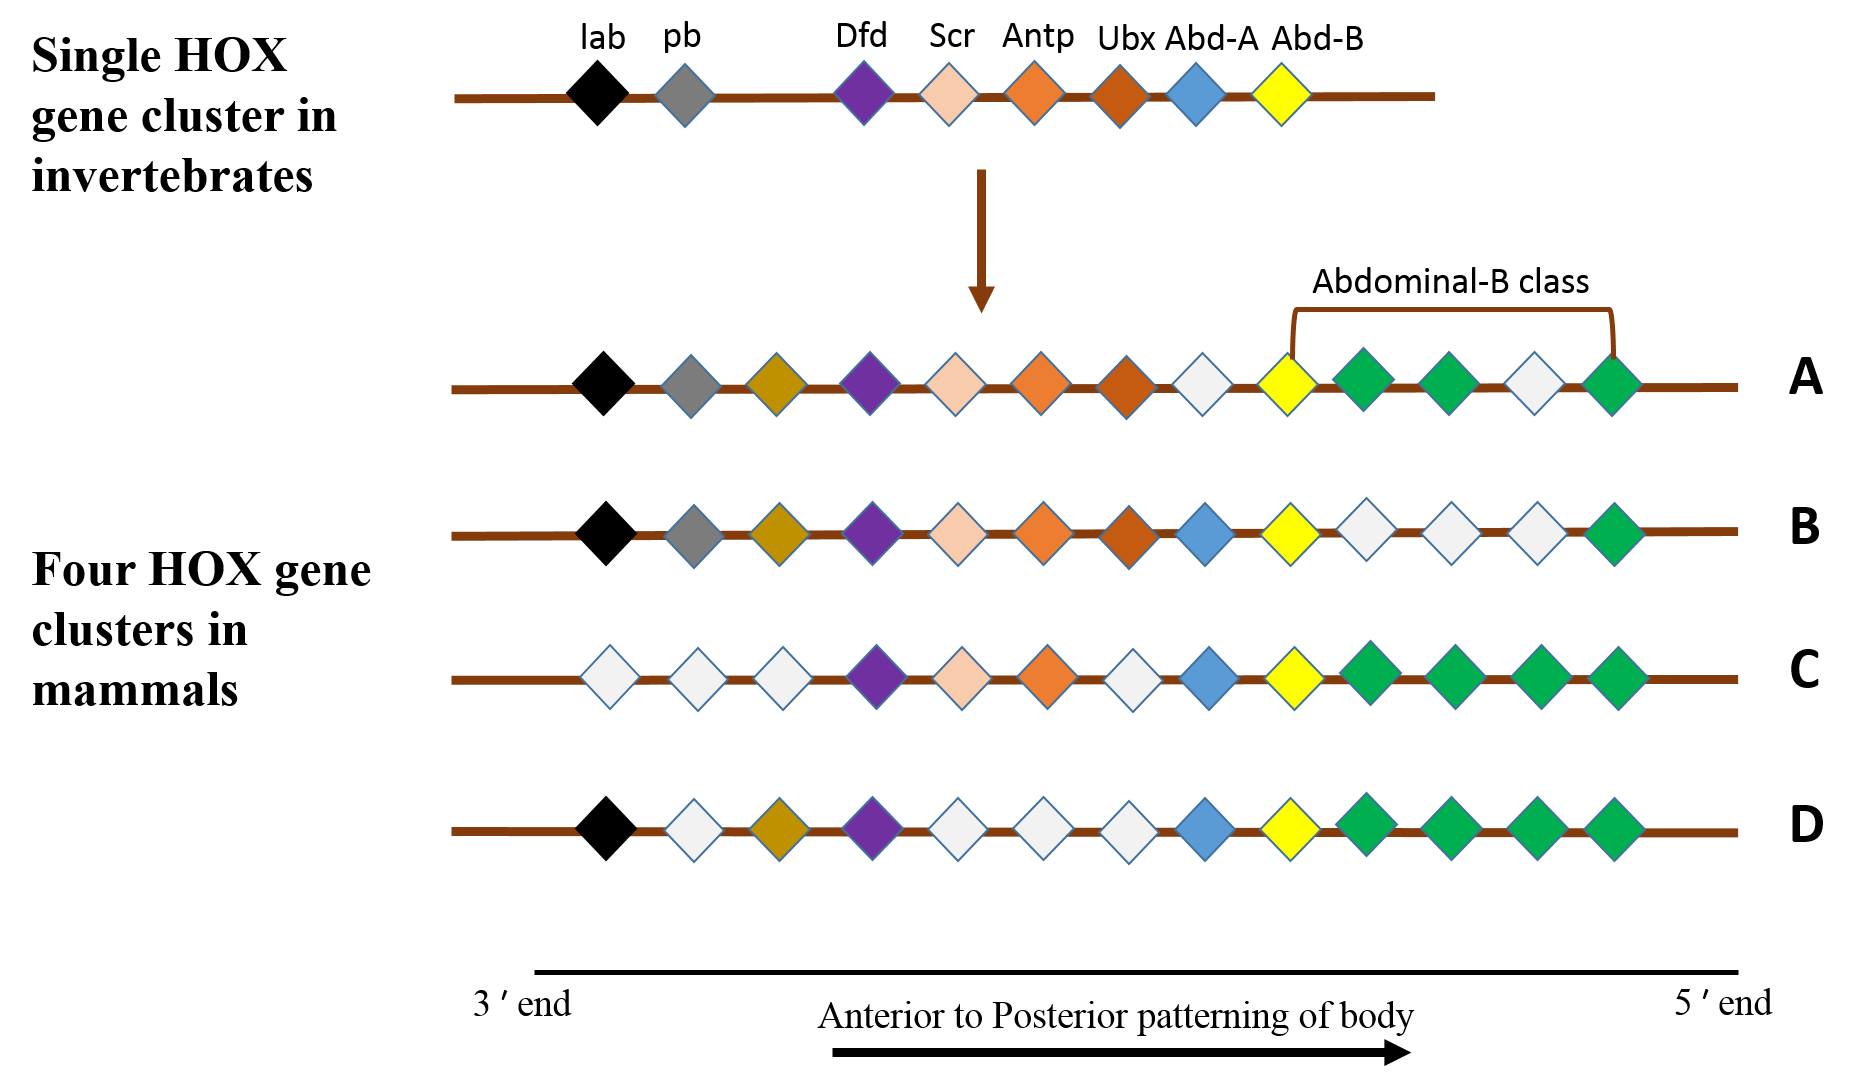 Single HOX
gene cluster in
invertebrates
lab pb Dfd Scr Antp Ubx Abd-A Abd-B
Abdominal-B class
A
B
Four HOX gene
clusters in
mammals
C
D
3 ′ end
5 ′ end
Anterior to Posterior patterning of body